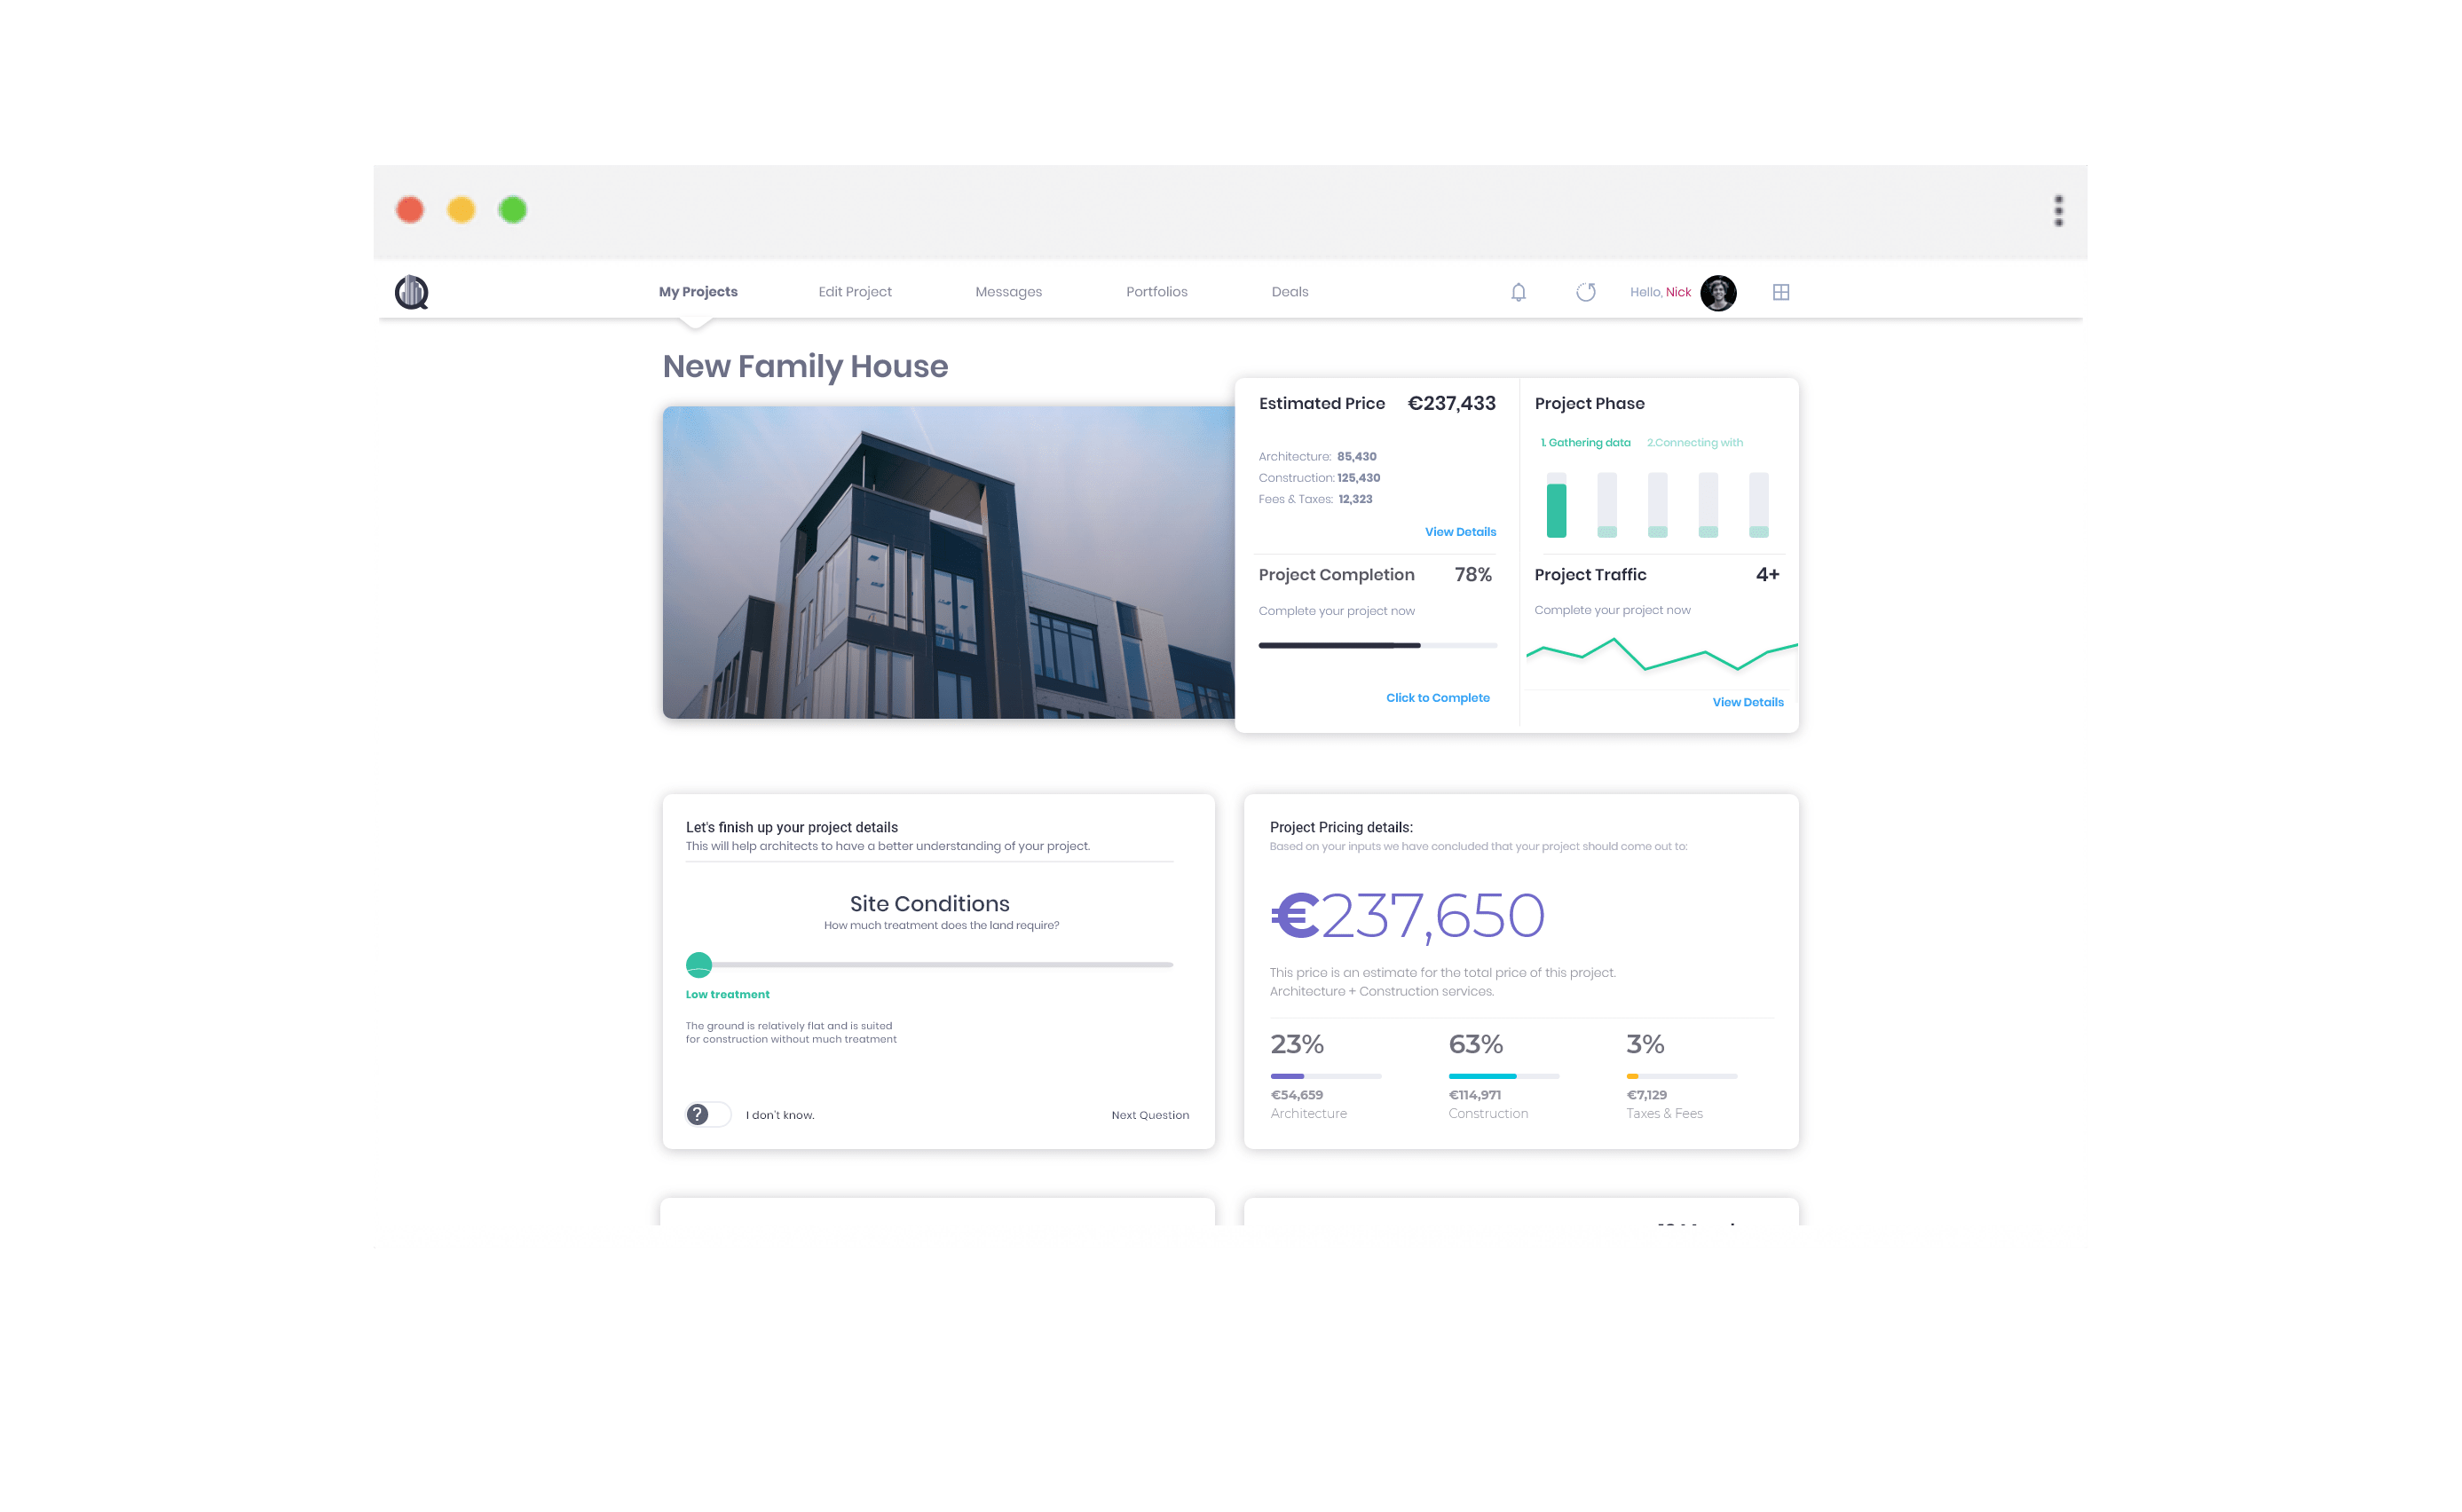 My Projects Edit Project Messages Portfolios Deals Hello, Nick
New Family House
Estimated Price €237,433
Architecture: 85,430
Construction: 125,430
Fees & Taxes: 12,323
View Details
Project Phase
1. Gathering data 2.Connecting with
Project Completion 78%
Complete your project now
Click to Complete
Project Traffic 4+
Complete your project now
View Details
Let's finish up your project details
This will help architects to have a better understanding of your project.
Site Conditions
How much treatment does the land require?
Low treatment
The ground is relatively flat and is suited
for construction without much treatment
? I don't know. Next Question
Project Pricing details:
Based on your inputs we have concluded that your project should come out to:
€237,650
This price is an estimate for the total price of this project.
Architecture + Construction services.
23% 63% 3%
€54,659 €114,971 €7,129
Architecture Construction Taxes & Fees